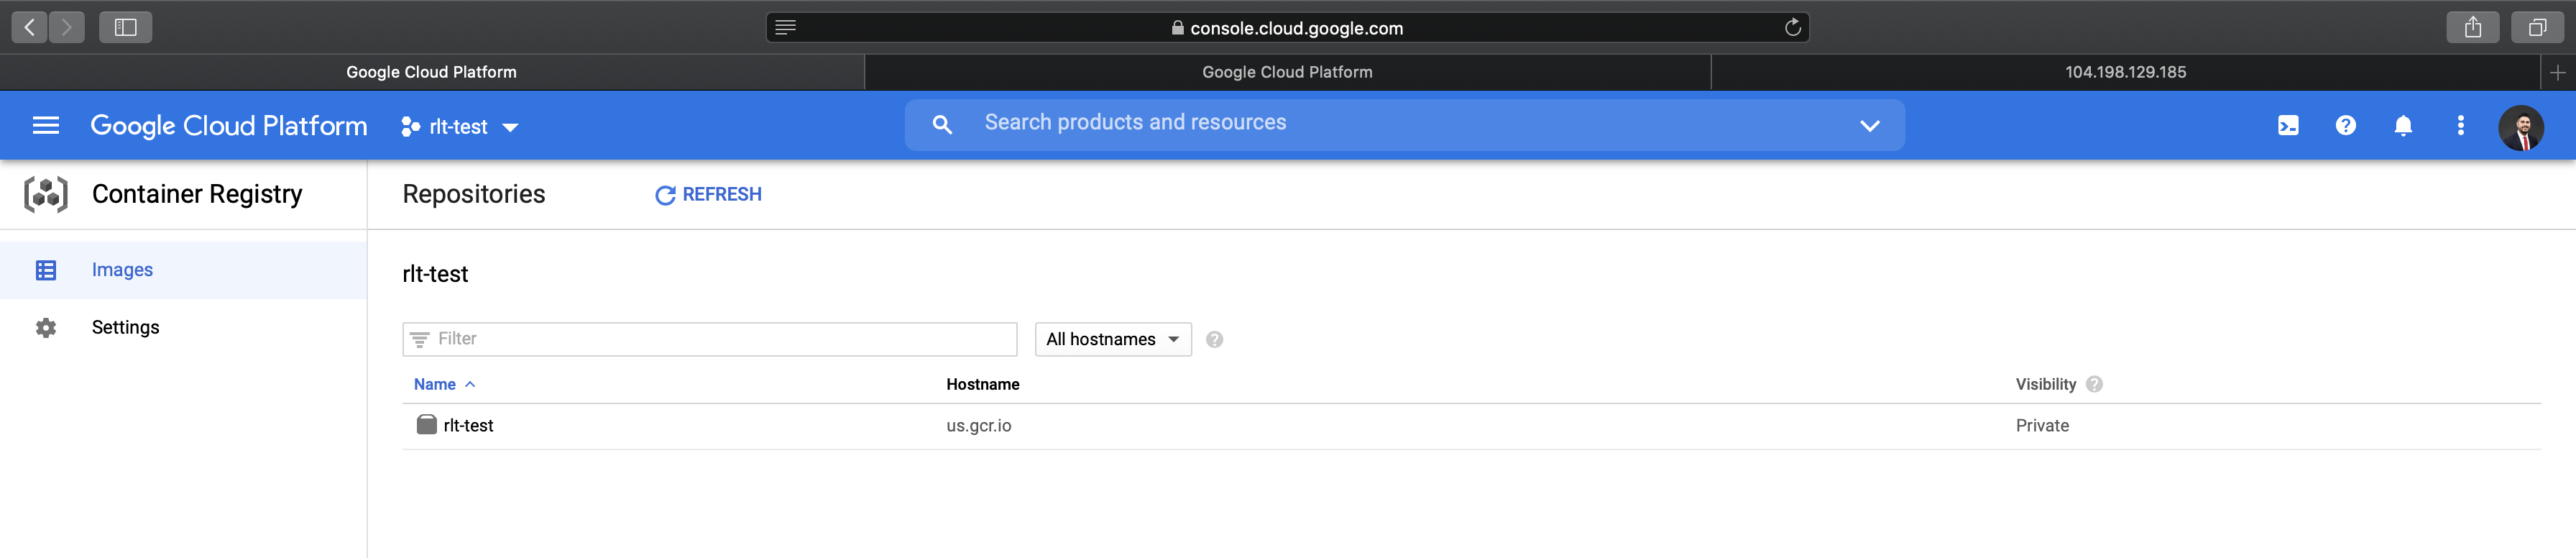 console.cloud.google.com
Google Cloud Platform
Google Cloud Platform
104.198.129.185
Google Cloud Platform
rlt-test
Search products and resources
Container Registry
Repositories
REFRESH
Images
Settings
rlt-test
Filter
All hostnames
Name
Hostname
Visibility
rlt-test
us.gcr.io
Private